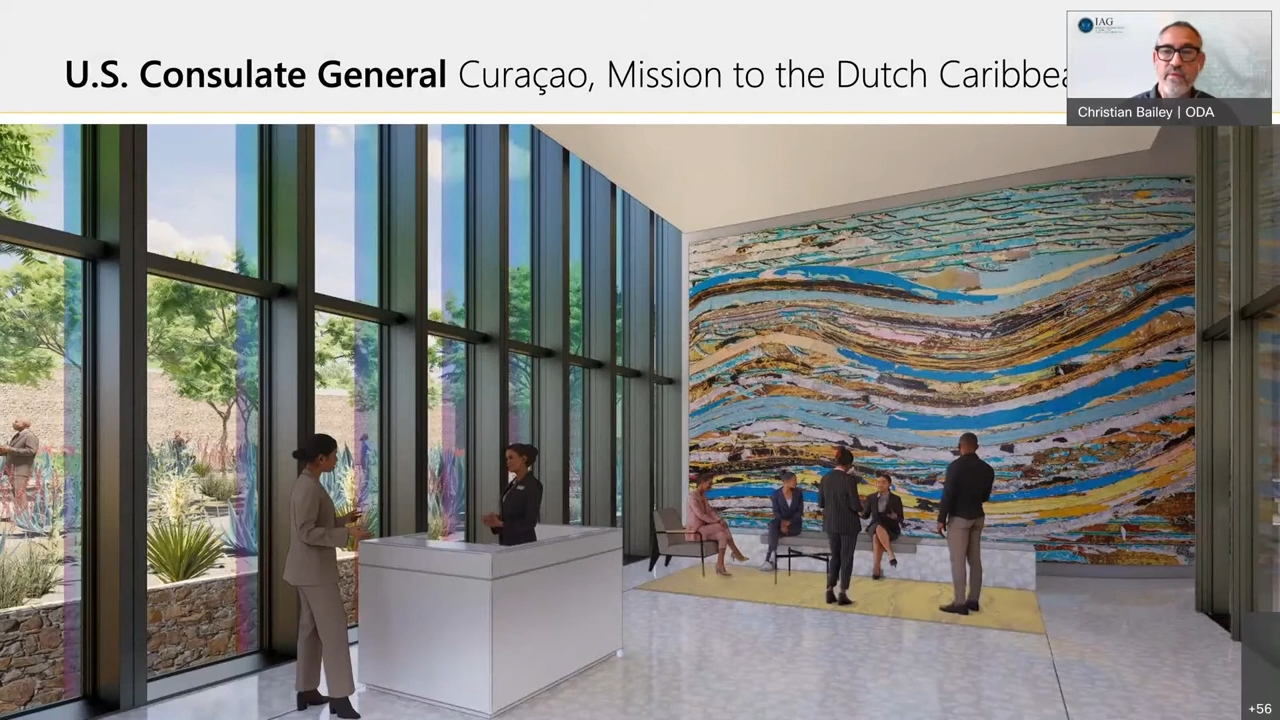 U.S. Consulate General Curaçao, Mission to the Dutch Caribbea
IAG
Christian Bailey | ODA
+56